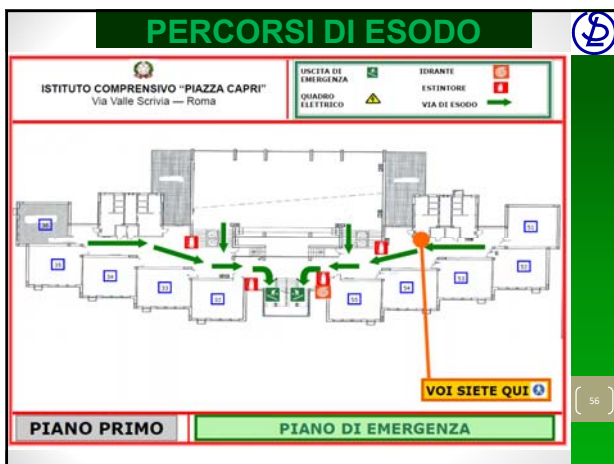 PERCORSI DI ESODO
ISTITUTO COMPRENSIVO “PIAZZA CAPRI”
Via Valle Scrivia — Roma
USCITA DI EMERGENZA
IDRANTE
ESTINTORE
QUADRO ELETTRICO
VIA DI ESODO
VOI SIETE QUI
56
PIANO PRIMO
PIANO DI EMERGENZA